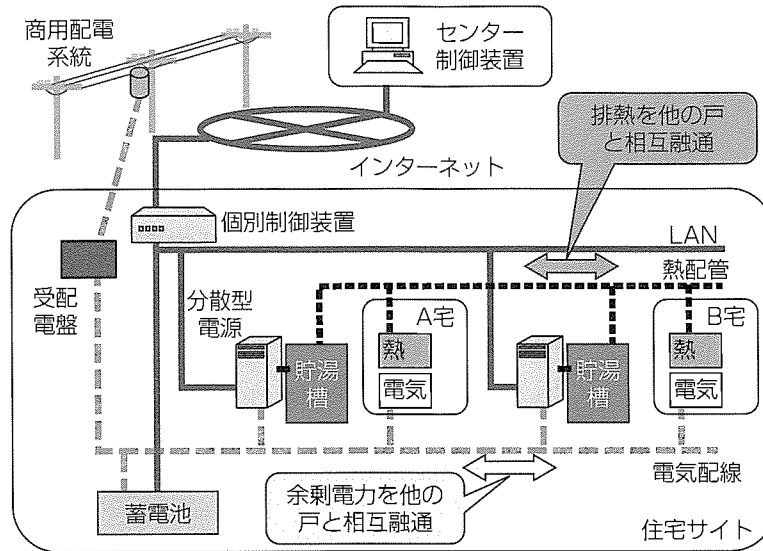 商用配電
系統
センター
制御装置
排熱を他の戸
と相互融通
インターネット
個別制御装置
LAN
熱配管
受配
電盤
分散型
電源
A宅
B宅
熱
熱
貯湯
槽
電気
貯湯
槽
電気
電気配線
余剰電力を他の
戸と相互融通
蓄電池
住宅サイト